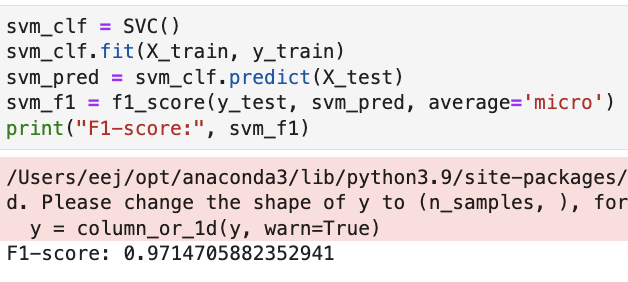 svm_clf = SVC()
svm_clf.fit(X_train, y_train)
svm_pred = svm_clf.predict(X_test)
svm_f1 = f1_score(y_test, svm_pred, average='micro')
print("F1-score:", svm_f1)
/Users/eej/opt/anaconda3/lib/python3.9/site-packages/
d. Please change the shape of y to (n_samples, ), for
y = column_or_1d(y, warn=True)
F1-score: 0.9714705882352941